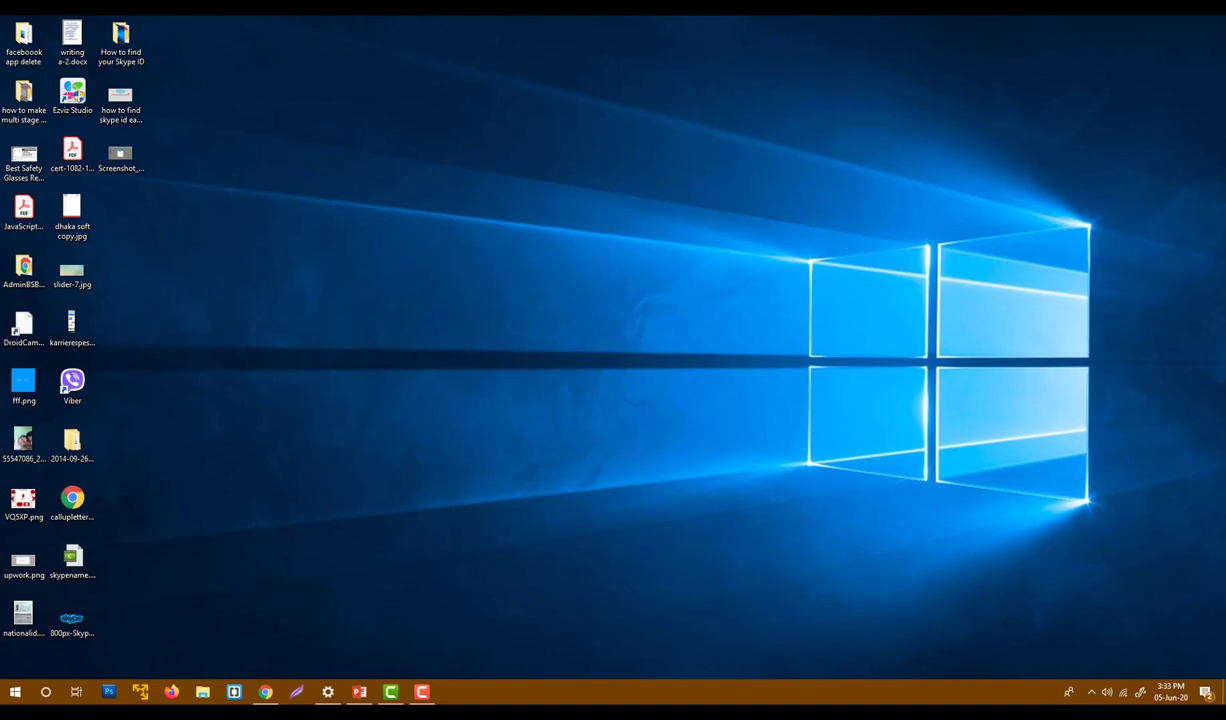 faceboook
app delete
writing
a-2.docx
How to find
your Skype ID
how to make
multi stage ...
Ezviz Studio
how to find
skype id ea...
Best Safety
Glasses Re...
cert-1082-1...
Screenshot_...
JavaScript...
dhaka soft
copy.jpg
AdminBSB...
slider-7.jpg
DroidCam...
karrierespes...
fff.png
Viber
55547086_2...
2014-09-26...
VQ5XP.png
callupletter...
upwork.png
skypename....
nationalid....
800px-Skyp...
3:33 PM
05-Jun-20
2